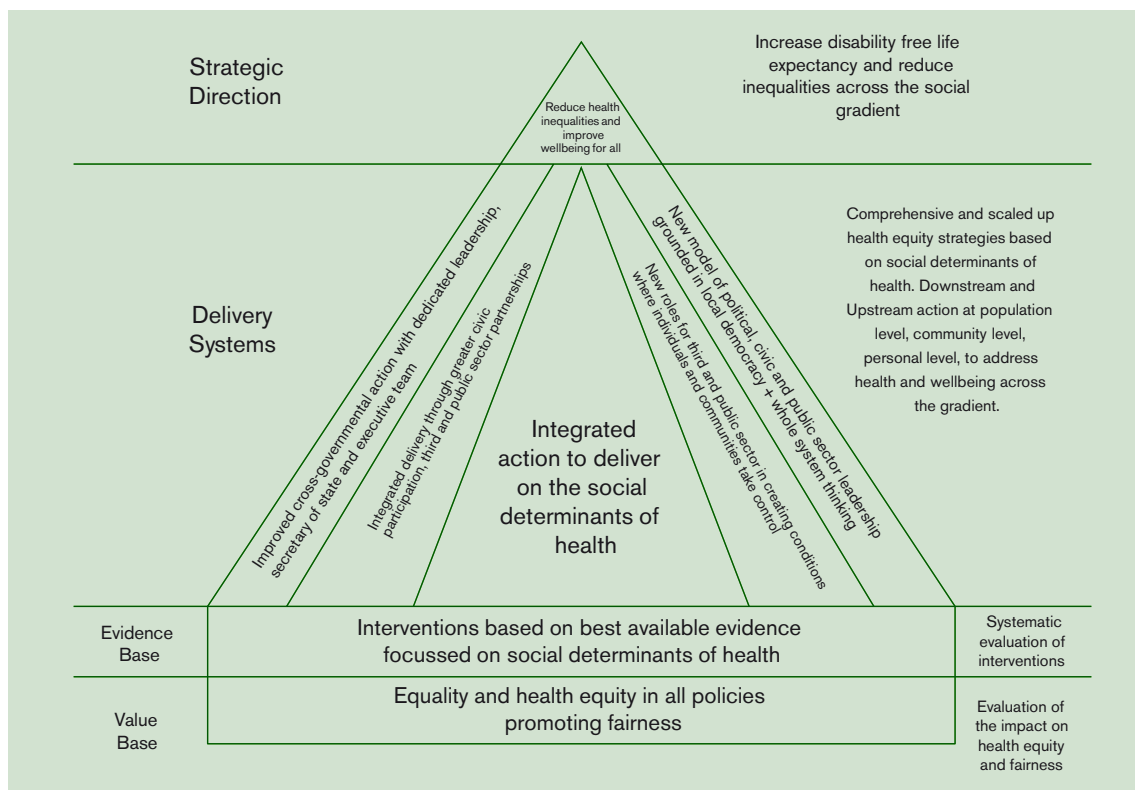 Strategic
Direction
Reduce health
inequalities and
improve
wellbeing for all
Increase disability free life
expectancy and reduce
inequalities across the social
gradient
Delivery
Systems
Improved cross-governmental action with dedicated leadership,
secretary of state and executive team
Integrated delivery through greater civic
participation, third and public sector partnerships
Integrated
action to deliver
on the social
determinants of
health
New roles for third and public sector in creating conditions
where individuals and communities take control
New model of political, civic and public sector leadership
grounded in local democracy + whole system thinking
Comprehensive and scaled up
health equity strategies based
on social determinants of
health. Downstream and
Upstream action at population
level, community level,
personal level, to address
health and wellbeing across
the gradient.
Evidence
Base
Interventions based on best available evidence
focussed on social determinants of health
Systematic
evaluation of
interventions
Value
Base
Equality and health equity in all policies
promoting fairness
Evaluation of
the impact on
health equity
and fairness